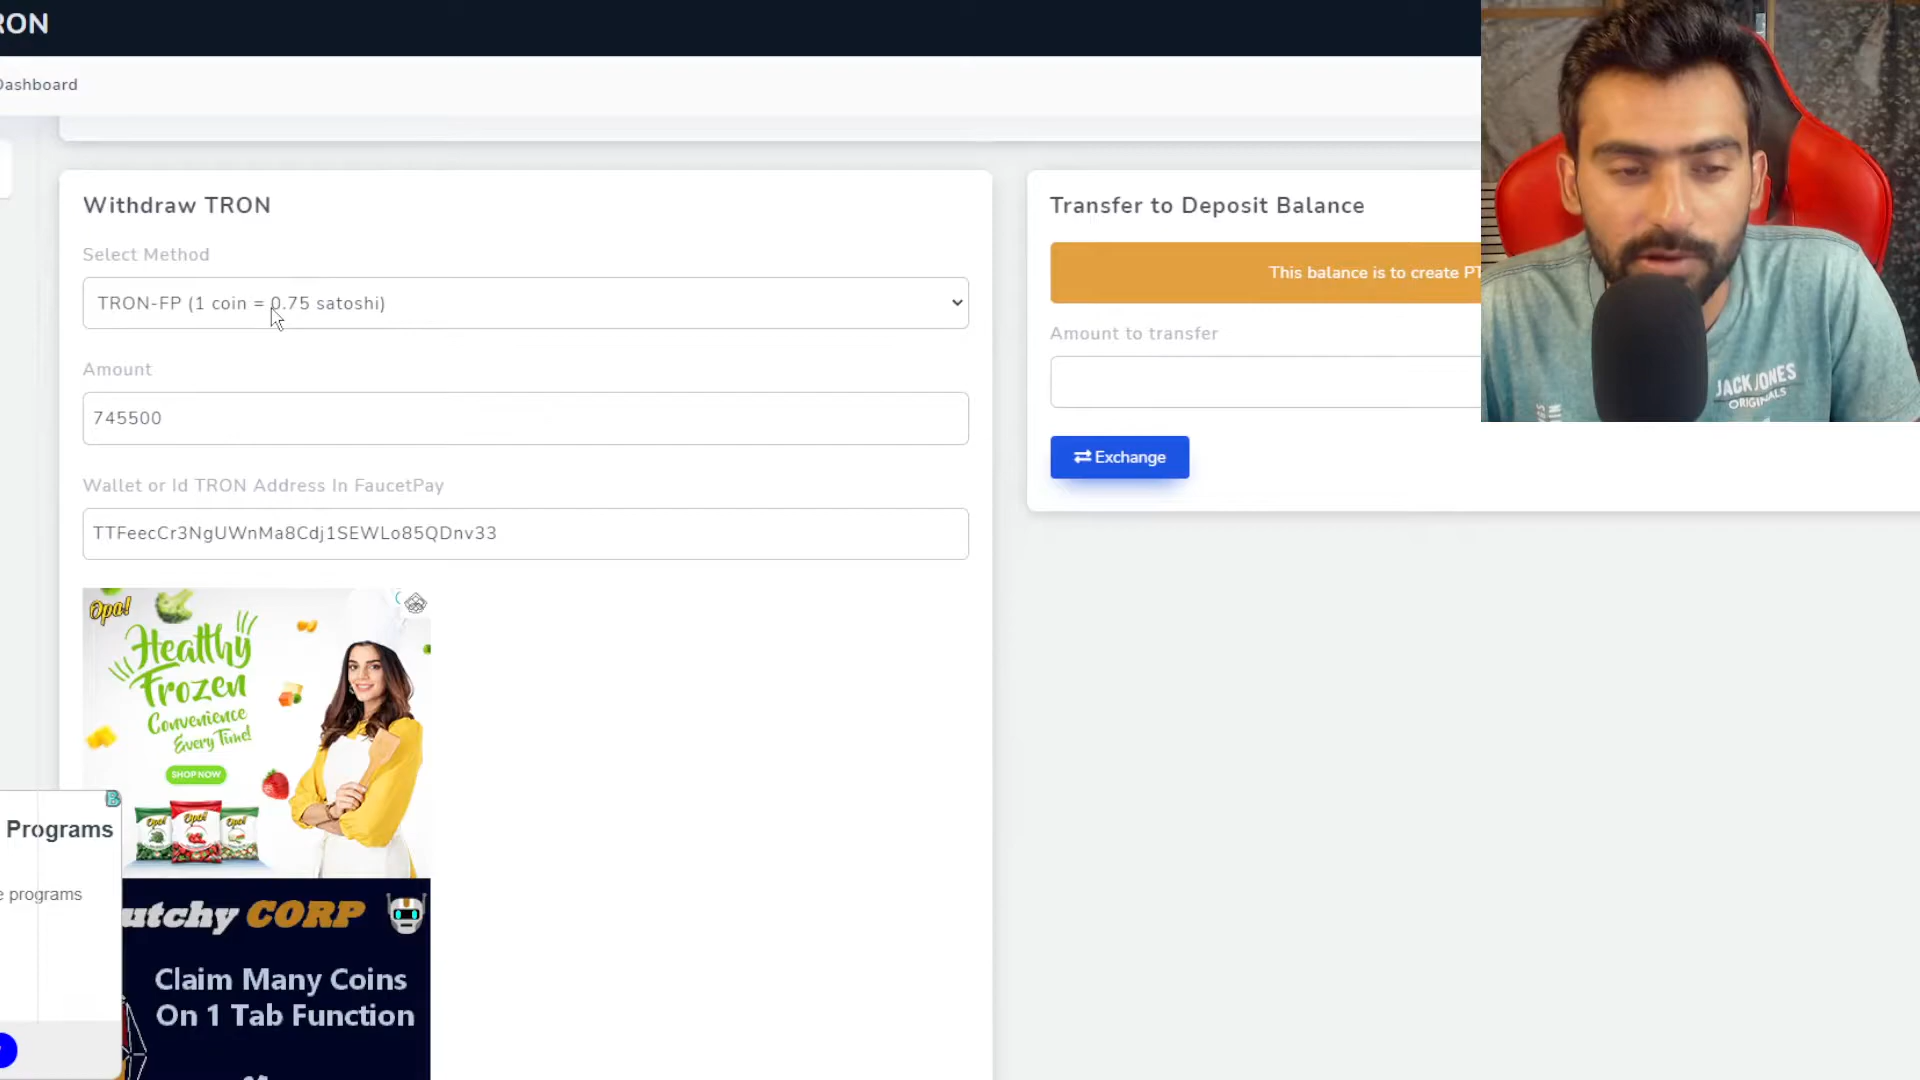 RON
Dashboard
Withdraw TRON
Select Method
TRON-FP (1 coin = 0.75 satoshi)
Amount
745500
Wallet or Id TRON Address In FaucetPay
TTFeecCr3NgUWnMa8Cdj1SEWLo85QDnv33
Transfer to Deposit Balance
This balance is to create PT
Amount to transfer
Exchange
JACK JONES
ORIGINALS
Opa!
Healthy
Frozen
Convenience
Every Time!
SHOP NOW
Opa!
Opa!
Opa!
Programs
e programs
utchy CORP
Claim Many Coins
On 1 Tab Function